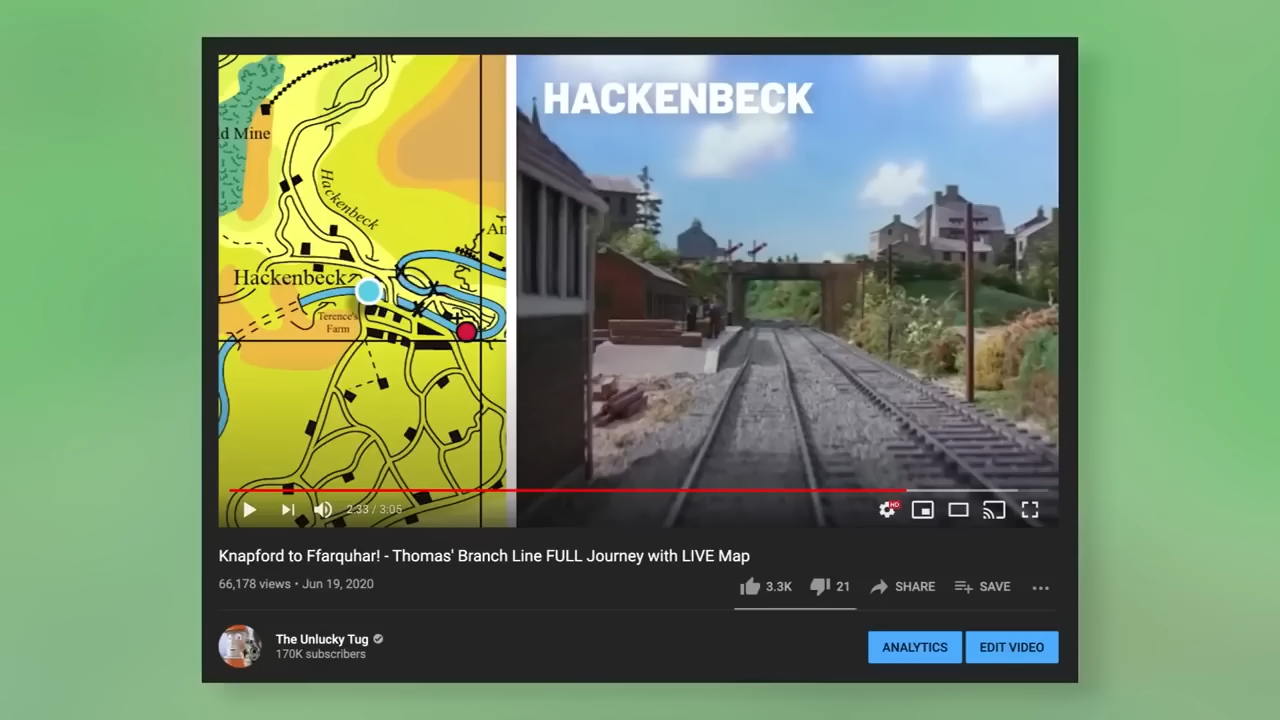 HACKENBECK
d Mine
Hackenbeck
An
Hackenbeck
Terence's
Farm
2:33 / 3:05
HD
Knapford to Ffarquhar! - Thomas' Branch Line FULL Journey with LIVE Map
66,178 views • Jun 19, 2020
3.3K
21
SHARE
SAVE
The Unlucky Tug
170K subscribers
ANALYTICS
EDIT VIDEO